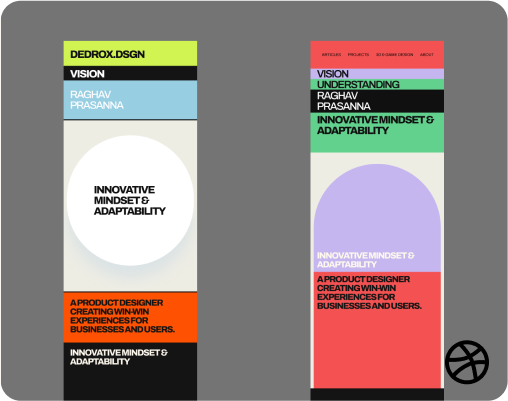 DEDROX.DSGN
VISION
RAGHAV
PRASANNA
INNOVATIVE
MINDSET &
ADAPTABILITY
A PRODUCT DESIGNER
CREATING WIN-WIN
EXPERIENCES FOR
BUSINESSES AND USERS.
INNOVATIVE MINDSET &
ADAPTABILITY
ARTICLES PROJECTS 3D & GAME DESIGN ABOUT
VISION
UNDERSTANDING
RAGHAV
PRASANNA
INNOVATIVE MINDSET &
ADAPTABILITY
INNOVATIVE MINDSET &
ADAPTABILITY
A PRODUCT DESIGNER
CREATING WIN-WIN
EXPERIENCES FOR
BUSINESSES AND USERS.